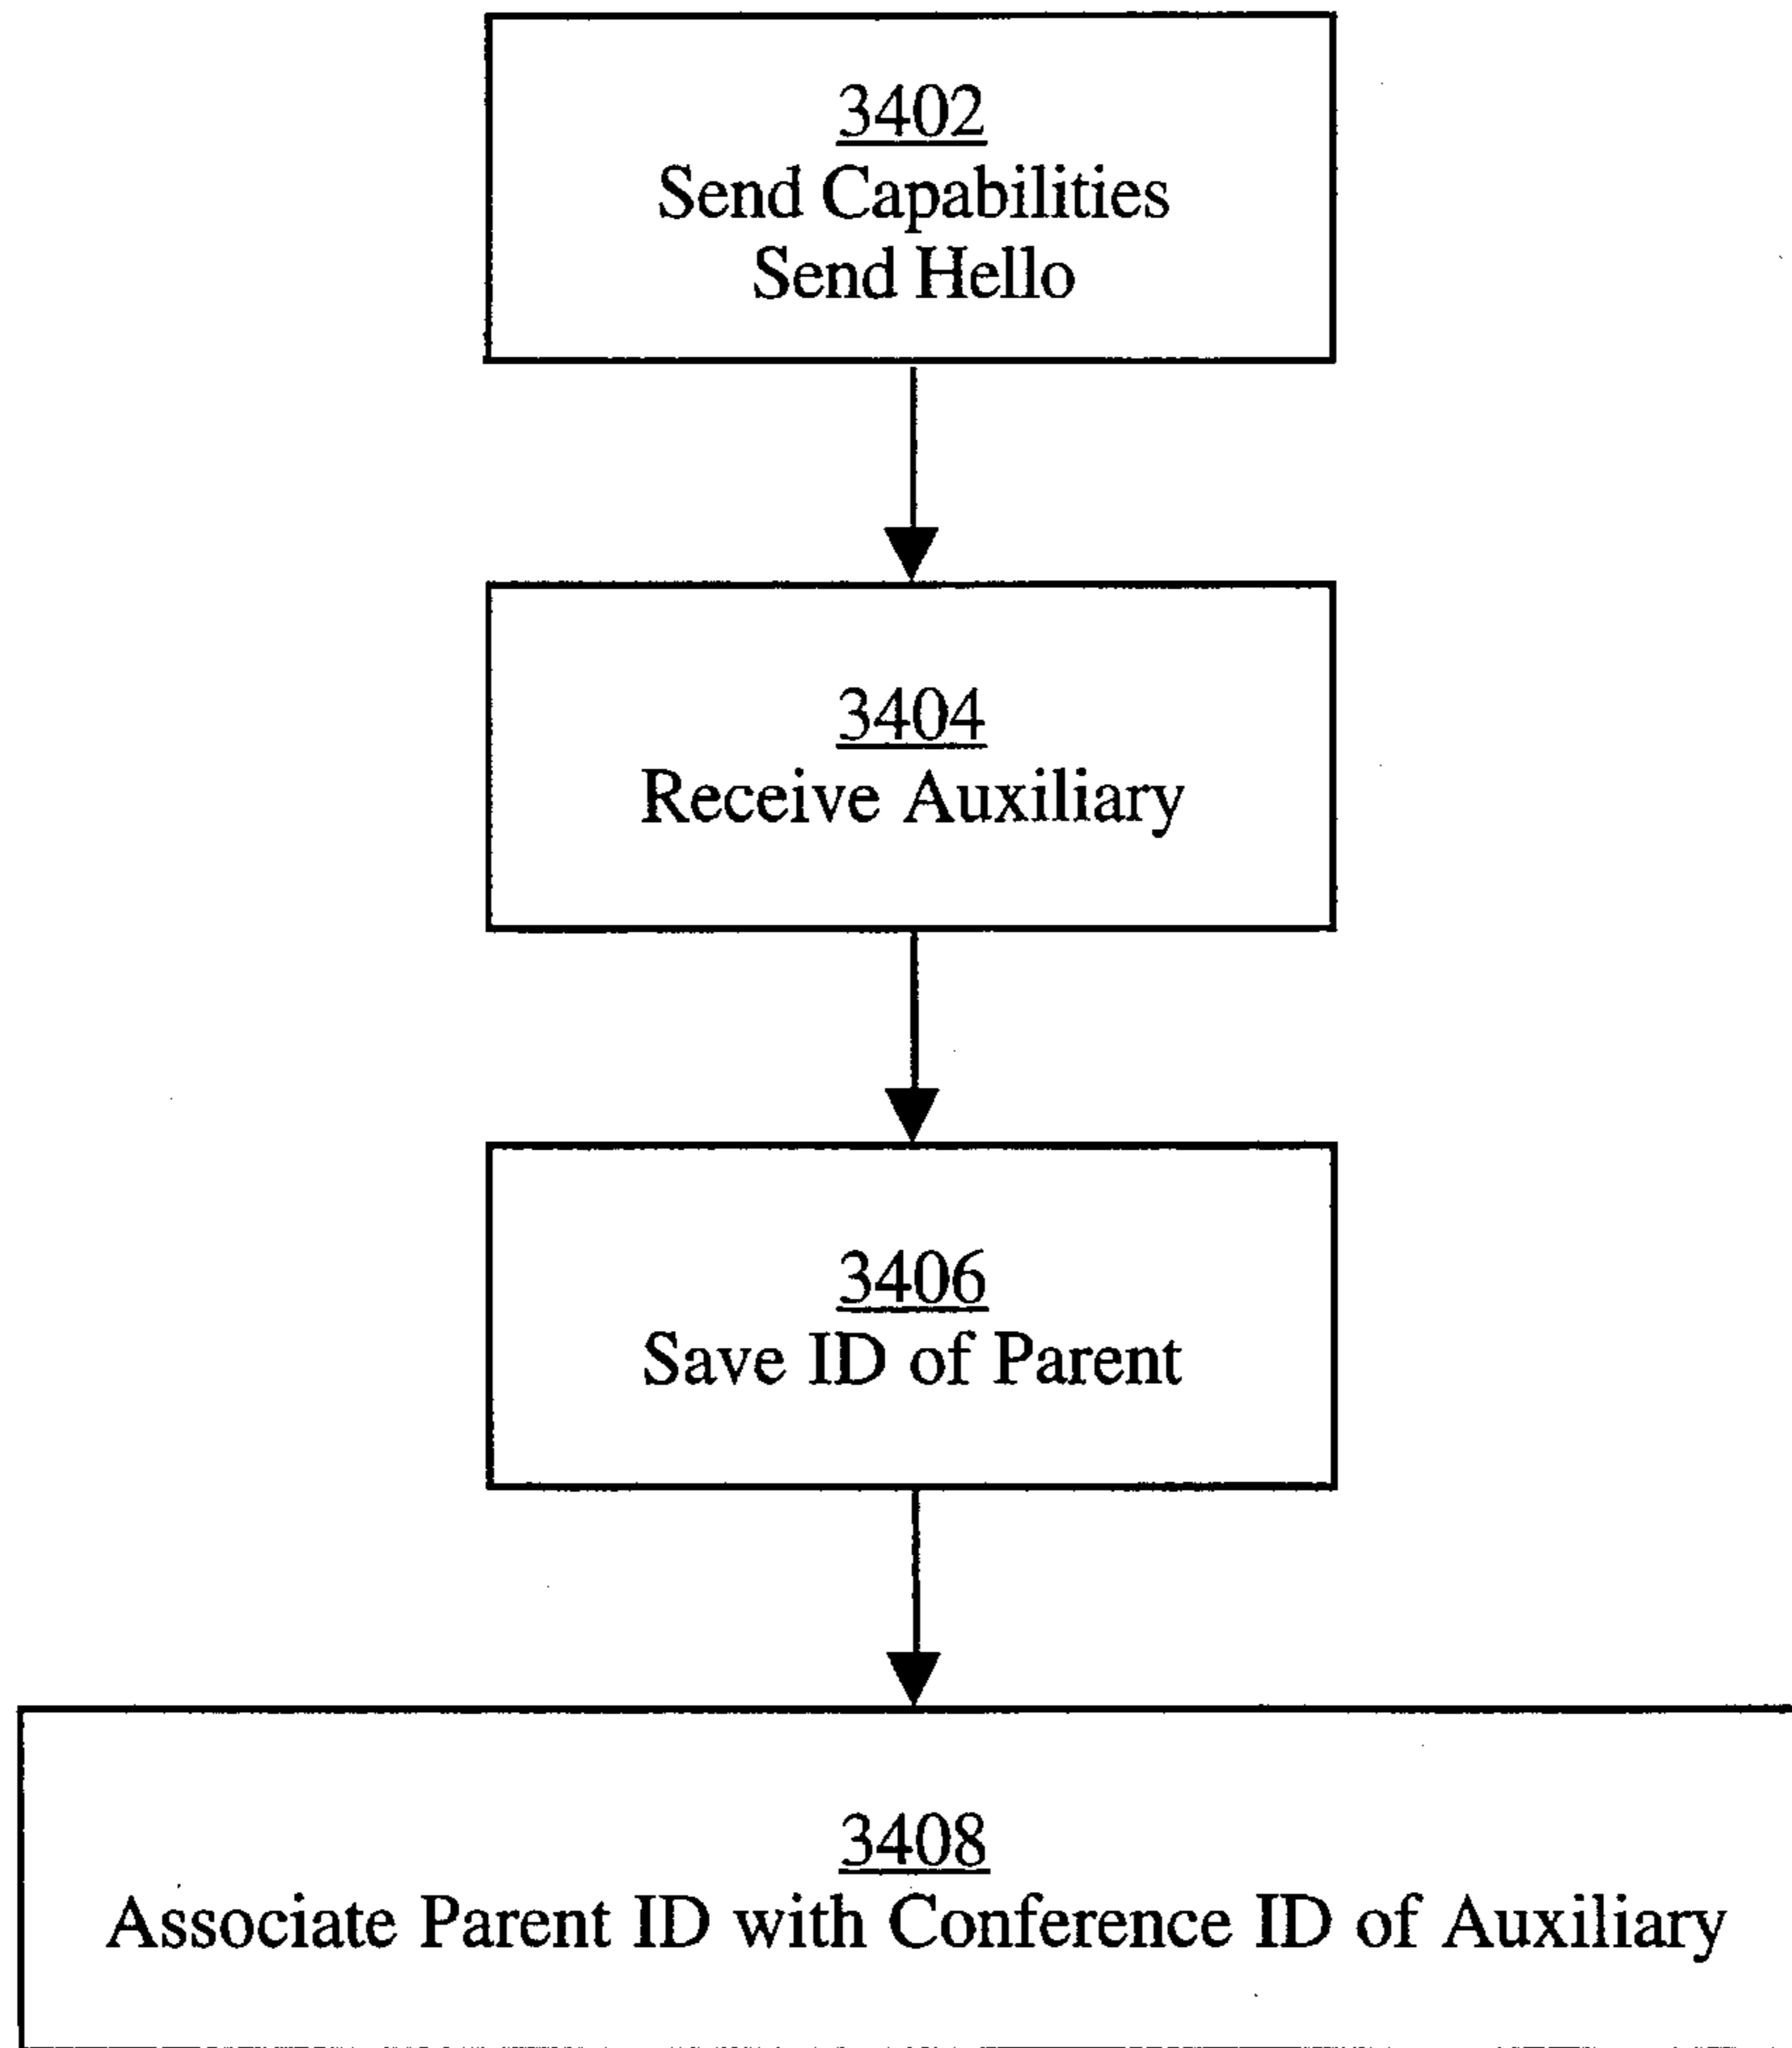 3402
Send Capabilities
Send Hello
3404
Receive Auxiliary
3406
Save ID of Parent
3408
Associate Parent ID with Conference ID of Auxiliary